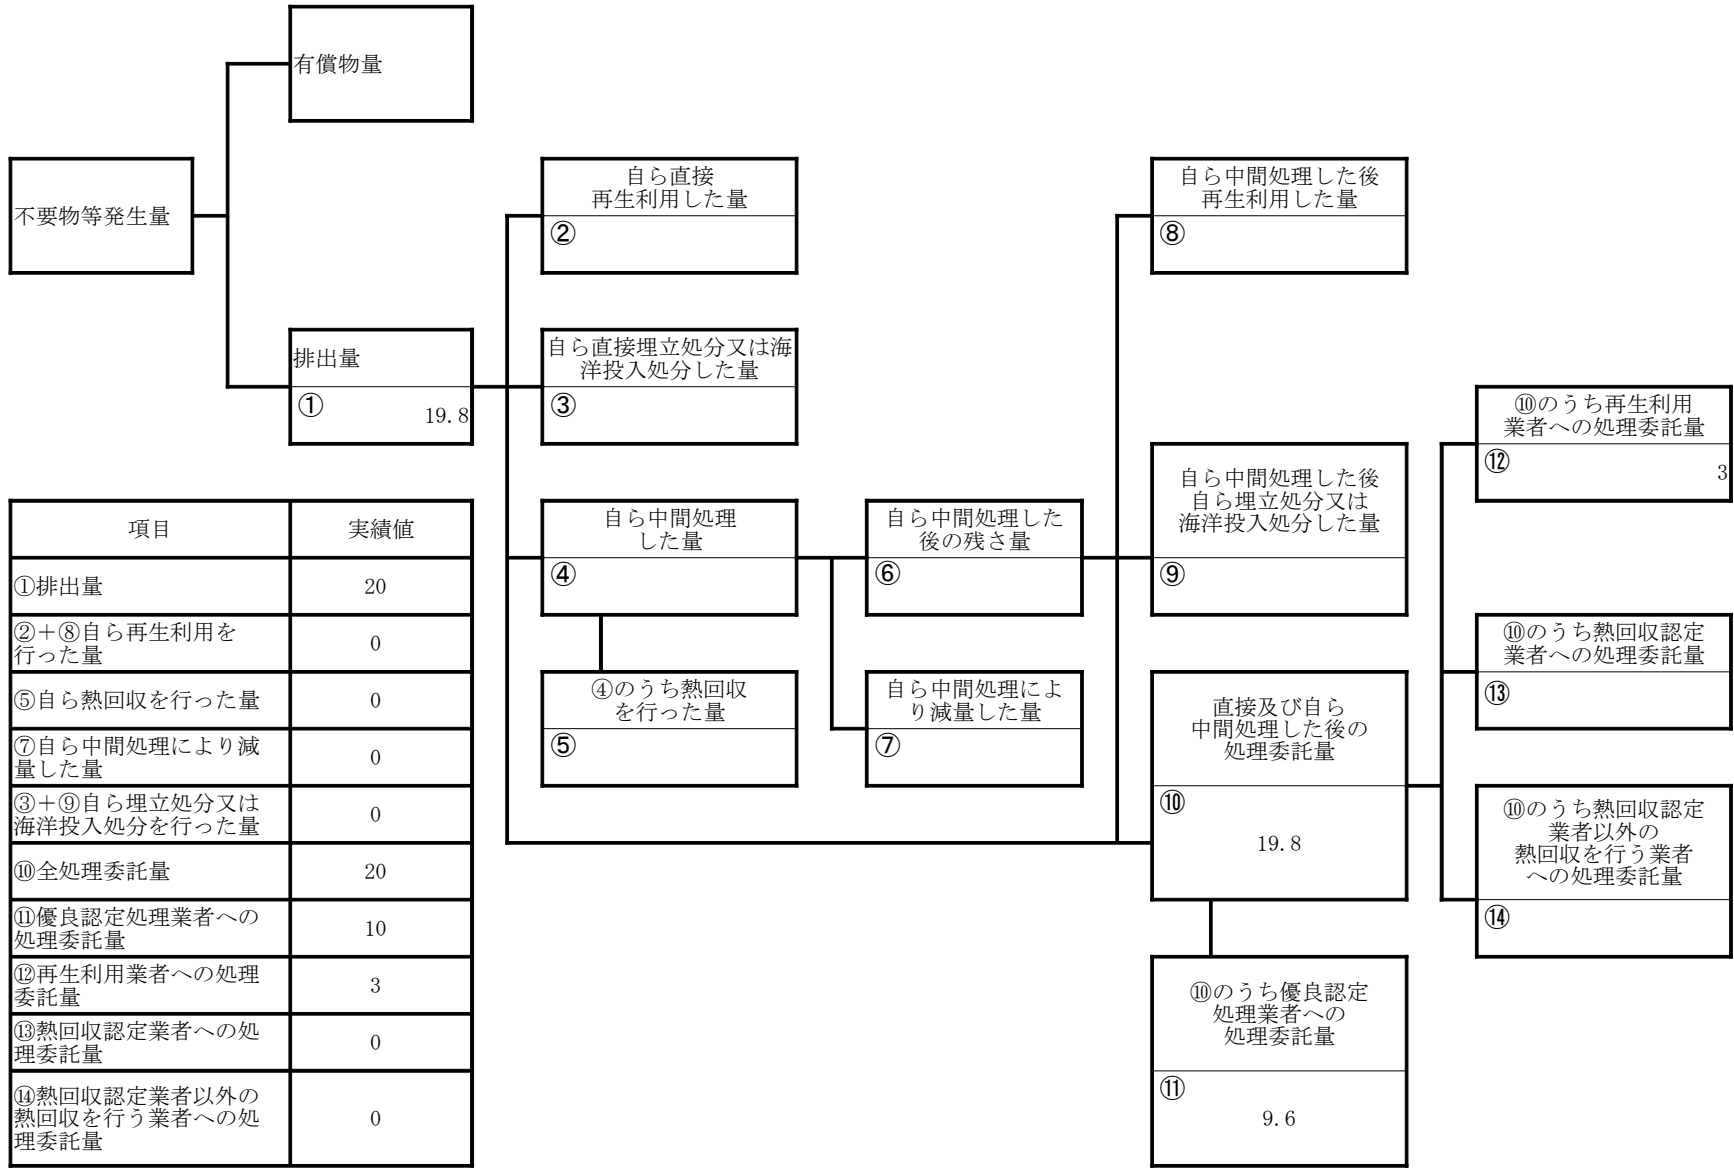 有償物量
不要物等発生量
自ら直接
再生利用した量
②
自ら中間処理した後
再生利用した量
⑧
排出量
①
19.8
自ら直接埋立処分又は海
洋投入処分した量
③
⑩のうち再生利用
業者への処理委託量
⑫
3
自ら中間処理
した量
④
自ら中間処理した
後の残さ量
⑥
自ら中間処理した後
自ら埋立処分又は
海洋投入処分した量
⑨
⑩のうち熱回収認定
業者への処理委託量
⑬
④のうち熱回収
を行った量
⑤
自ら中間処理によ
り減量した量
⑦
直接及び自ら
中間処理した後の
処理委託量
⑩
19.8
⑩のうち熱回収認定
業者以外の
熱回収を行う業者
への処理委託量
⑭
⑩のうち優良認定
処理業者への
処理委託量
⑪
9.6
項目
実績値
①排出量
20
②＋⑧自ら再生利用を
行った量
0
⑤自ら熱回収を行った量
0
⑦自ら中間処理により減
量した量
0
③＋⑨自ら埋立処分又は
海洋投入処分を行った量
0
⑩全処理委託量
20
⑪優良認定処理業者への
処理委託量
10
⑫再生利用業者への処理
委託量
3
⑬熱回収認定業者への処
理委託量
0
⑭熱回収認定業者以外の
熱回収を行う業者への処
理委託量
0